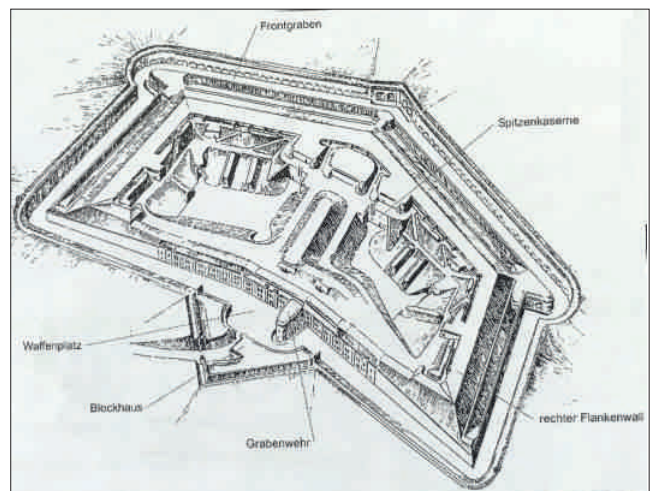 Frontgraben
Spitzenkaserne
Waffenplatz
Blockhaus
rechter Flankenwall
Grabenwehr